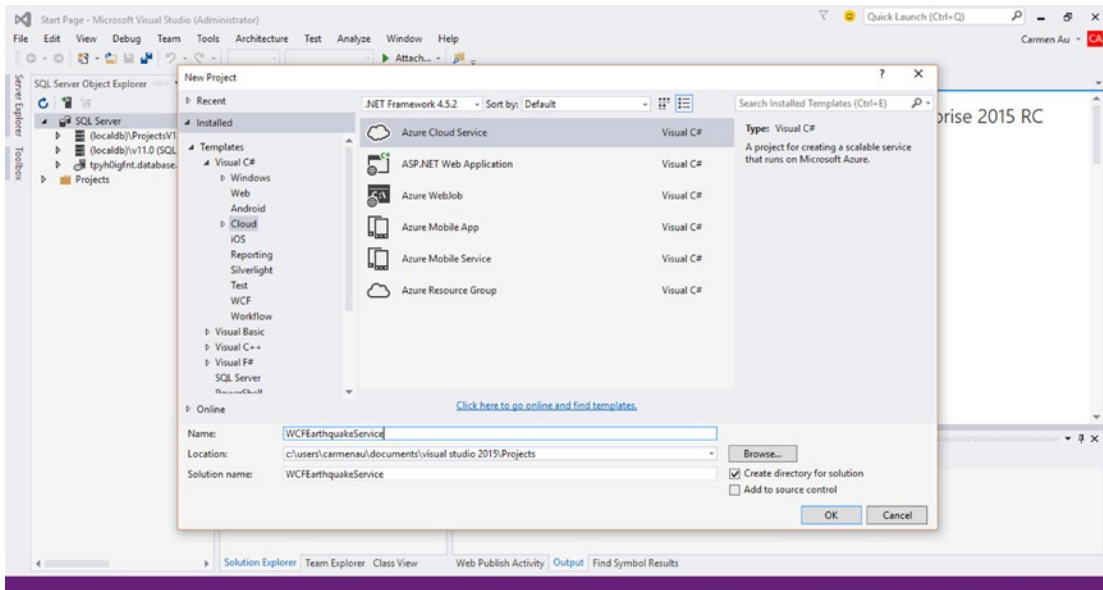 Start Page - Microsoft Visual Studio (Administrator)
Quick Launch (Ctrl+Q)
File Edit View Debug Team Tools Architecture Test Analyze Window Help
Carmen Au
CA
Attach...
Server Explorer
Toolbox
SQL Server Object Explorer
SQL Server
(localdb)\ProjectsV1
(localdb)\v11.0 (SQL
tpyh0igfnt.database.
Projects
prise 2015 RC
New Project
? X
Recent
.NET Framework 4.5.2
Sort by: Default
Search Installed Templates (Ctrl+E)
Installed
Templates
Visual C#
Windows
Web
Android
Cloud
iOS
Reporting
Silverlight
Test
WCF
Workflow
Visual Basic
Visual C++
Visual F#
SQL Server
PowerShell
Online
Azure Cloud Service Visual C#
ASP.NET Web Application Visual C#
Azure WebJob Visual C#
Azure Mobile App Visual C#
Azure Mobile Service Visual C#
Azure Resource Group Visual C#
Click here to go online and find templates.
Type: Visual C#
A project for creating a scalable service
that runs on Microsoft Azure.
Name: WCFEarthquakeService
Location: c:\users\carmenau\documents\visual studio 2015\Projects
Browse...
Solution name: WCFEarthquakeService
Create directory for solution
Add to source control
OK Cancel
Solution Explorer Team Explorer Class View
Web Publish Activity Output Find Symbol Results